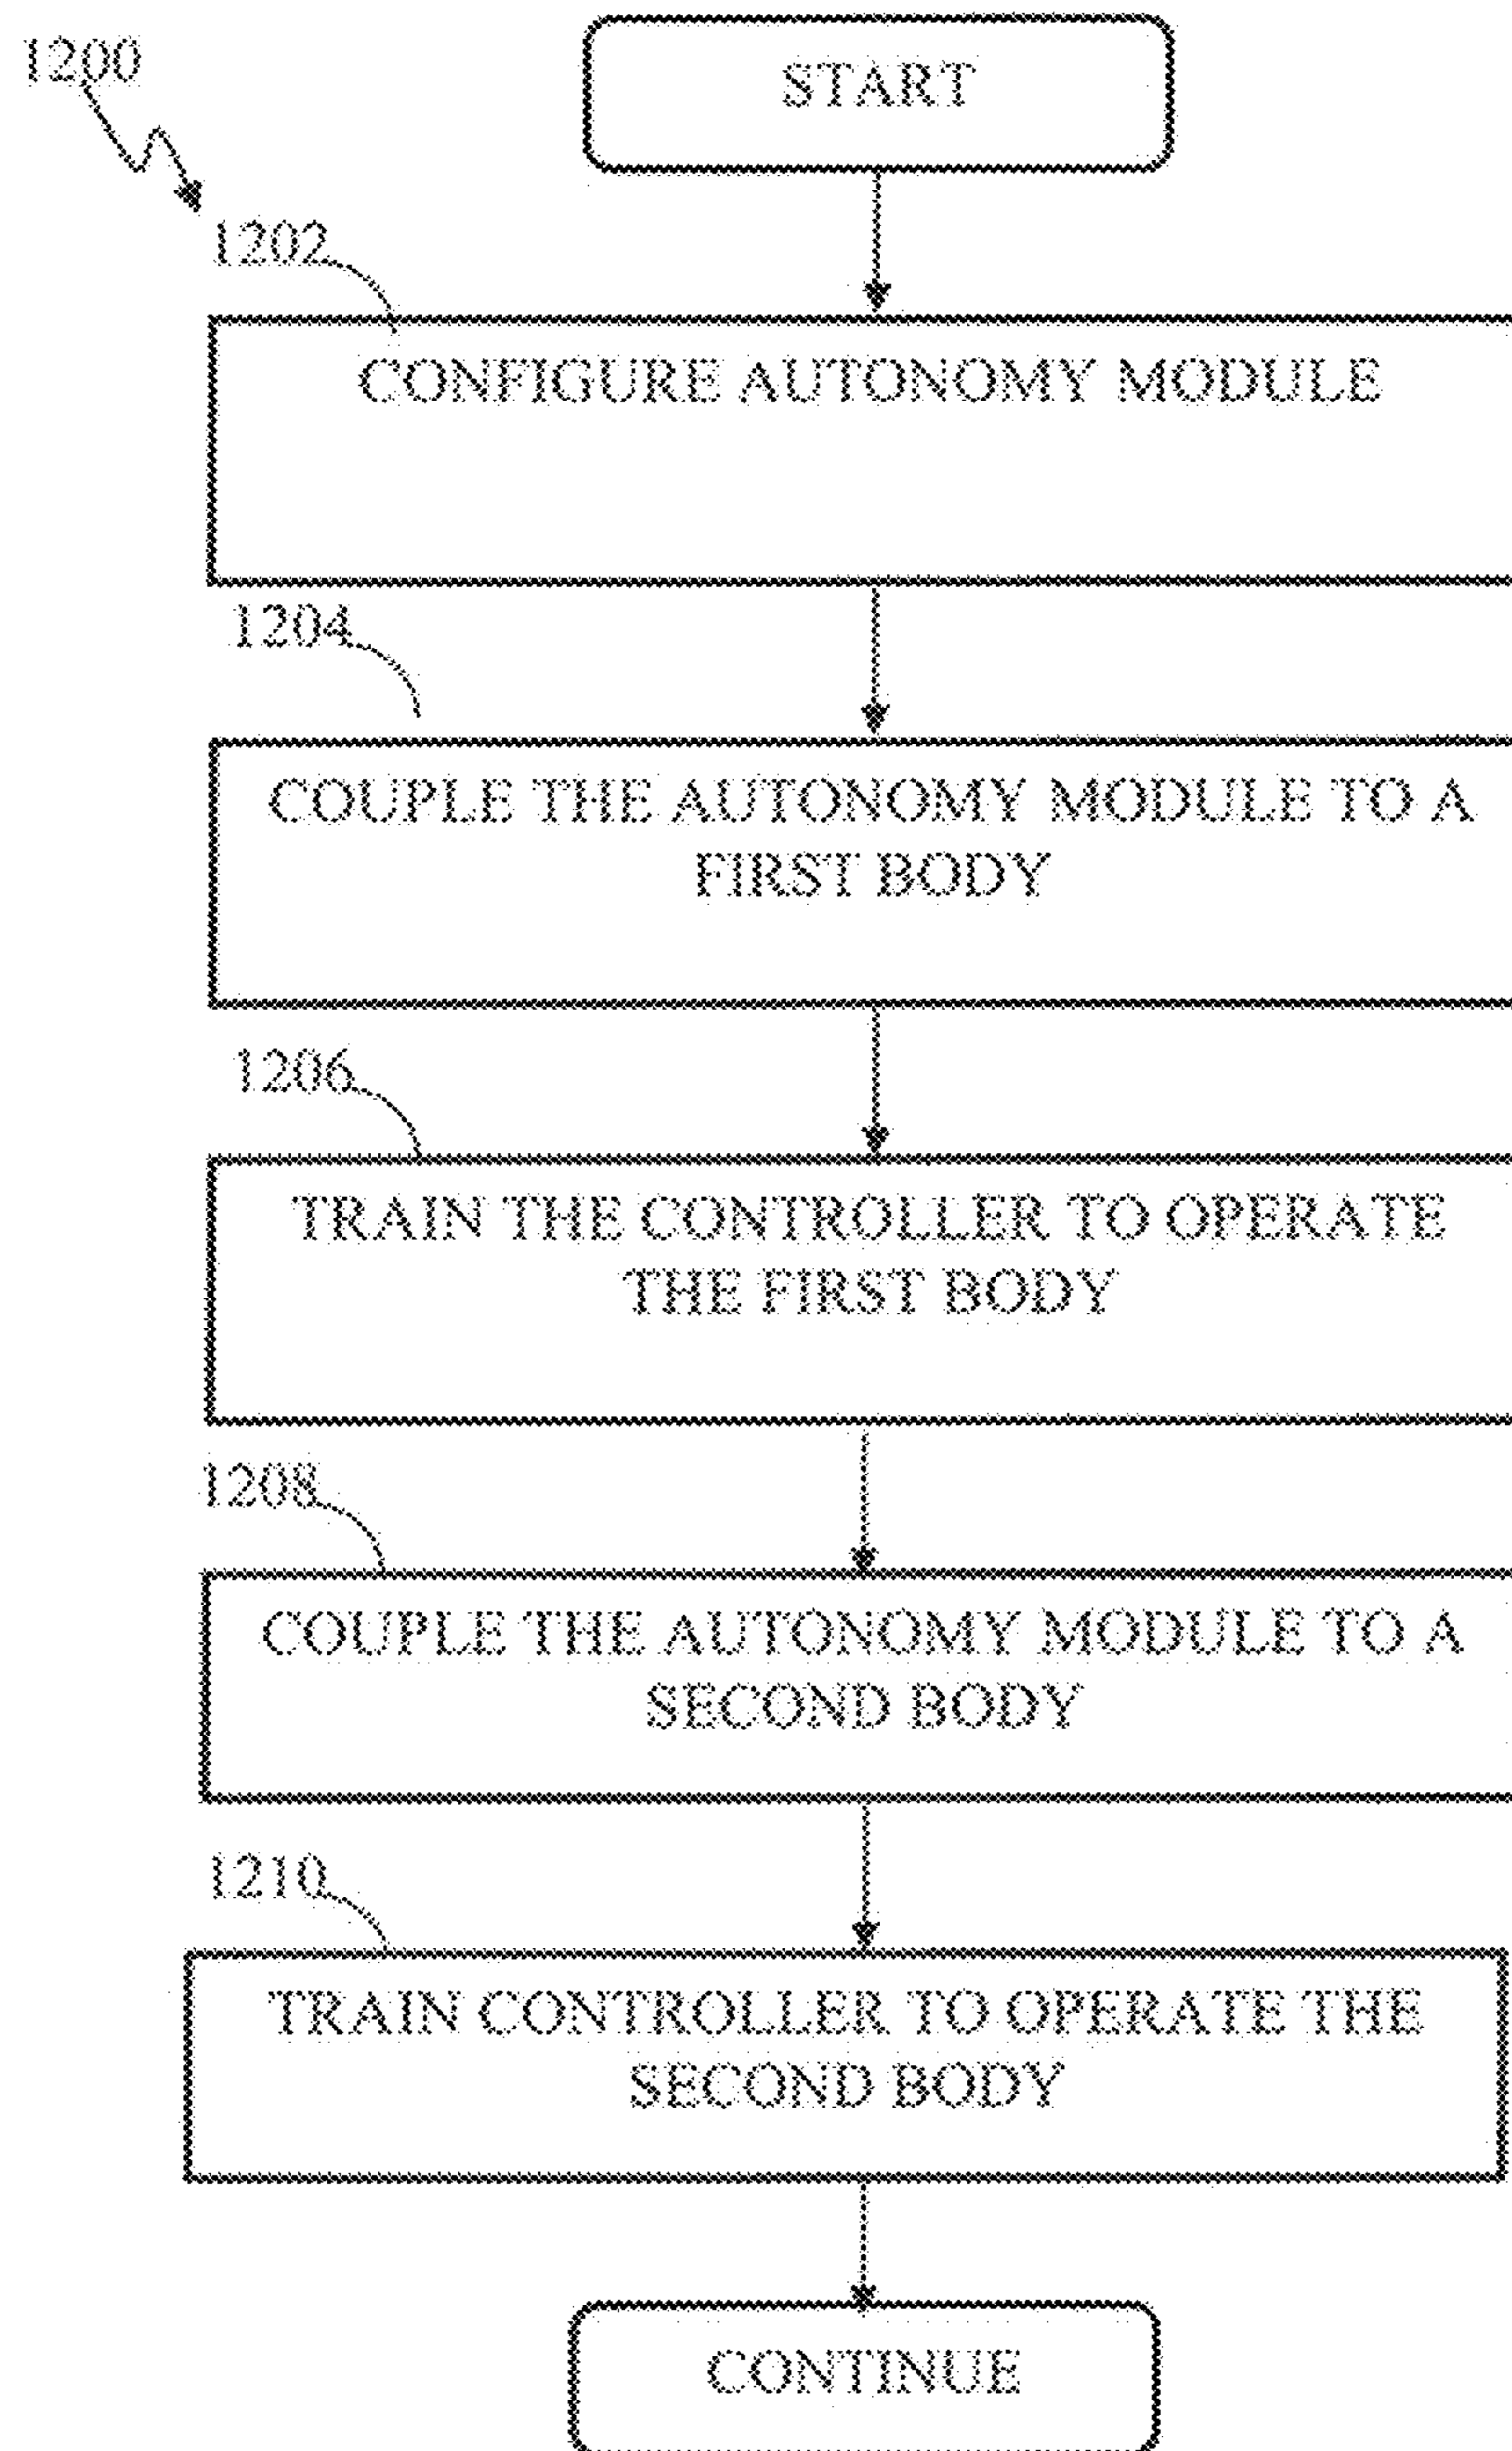 1200
START
1202
CONFIGURE AUTONOMY MODULE
1204
COUPLE THE AUTONOMY MODULE TO A
FIRST BODY
1206
TRAIN THE CONTROLLER TO OPERATE
THE FIRST BODY
1208
COUPLE THE AUTONOMY MODULE TO A
SECOND BODY
1210
TRAIN CONTROLLER TO OPERATE THE
SECOND BODY
CONTINUE